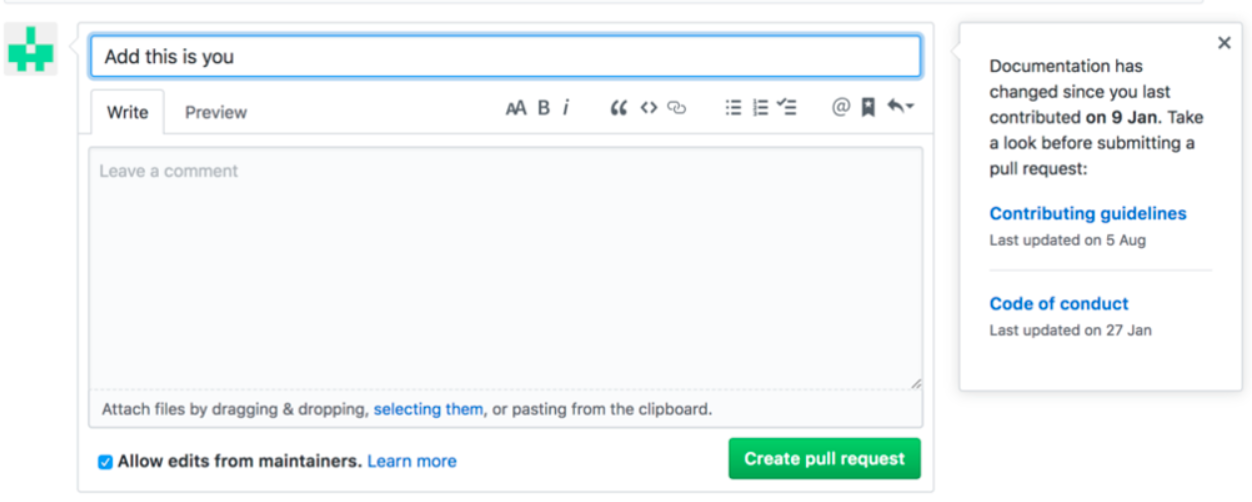 Add this is you
Write Preview AA B i “ <> @
Leave a comment
Attach files by dragging & dropping, selecting them, or pasting from the clipboard.
Allow edits from maintainers. Learn more
Create pull request
Documentation has
changed since you last
contributed on 9 Jan. Take
a look before submitting a
pull request:
Contributing guidelines
Last updated on 5 Aug
Code of conduct
Last updated on 27 Jan